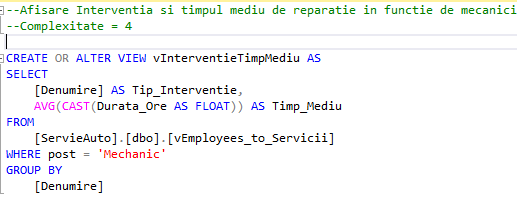 --Afisare Interventia si timpul mediu de reparatie in functie de mecanici
--Complexitate = 4
CREATE OR ALTER VIEW vInterventieTimpMediu AS
SELECT
[Denumire] AS Tip_Interventie,
AVG(CAST(Durata_Ore AS FLOAT)) AS Timp_Mediu
FROM
[ServieAuto].[dbo].[vEmployees_to_Servicii]
WHERE post = 'Mechanic'
GROUP BY
[Denumire]